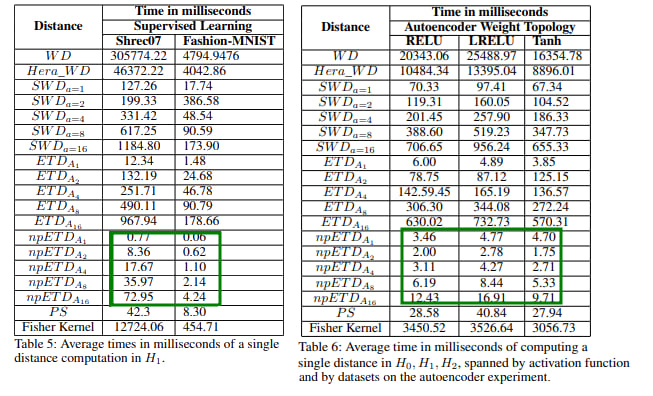 Distance Time in milliseconds
Supervised Learning
Shrec07 Fashion-MNIST
WD 305774.22 4794.9476
Hera_WD 46372.22 4042.86
SWD_{a=1} 127.26 17.74
SWD_{a=2} 199.33 386.58
SWD_{a=4} 331.42 48.54
SWD_{a=8} 617.25 90.59
SWD_{a=16} 1184.80 173.90
ETD_{A_1} 12.34 1.48
ETD_{A_2} 132.19 24.68
ETD_{A_4} 251.71 46.78
ETD_{A_8} 490.11 90.79
ETD_{A_{16}} 967.94 178.66
npETD_{A_1} 0.77 0.06
npETD_{A_2} 8.36 0.62
npETD_{A_4} 17.67 1.10
npETD_{A_8} 35.97 2.14
npETD_{A_{16}} 72.95 4.24
PS 42.3 8.30
Fisher Kernel 12724.06 454.71
Table 5: Average times in milliseconds of a single
distance computation in H_1.
Distance Time in milliseconds
Autoencoder Weight Topology
RELU LRELU Tanh
WD 20343.06 25488.97 16354.78
Hera_WD 10484.34 13395.04 8896.01
SWD_{a=1} 70.33 97.41 67.34
SWD_{a=2} 119.31 160.05 104.52
SWD_{a=4} 201.45 257.90 186.33
SWD_{a=8} 388.60 519.23 347.73
SWD_{a=16} 706.65 956.24 655.33
ETD_{A_1} 6.00 4.89 3.85
ETD_{A_2} 78.75 87.12 125.15
ETD_{A_4} 142.59.45 165.19 136.57
ETD_{A_8} 306.30 344.08 272.24
ETD_{A_{16}} 630.02 732.73 570.31
npETD_{A_1} 3.46 4.77 4.70
npETD_{A_2} 2.00 2.78 1.75
npETD_{A_4} 3.11 4.27 2.71
npETD_{A_8} 6.19 8.44 5.33
npETD_{A_{16}} 12.43 16.91 9.71
PS 28.58 40.84 27.94
Fisher Kernel 3450.52 3526.64 3056.73
Table 6: Average time in milliseconds of computing a
single distance in H_0, H_1, H_2, spanned by activation function
and by datasets on the autoencoder experiment.